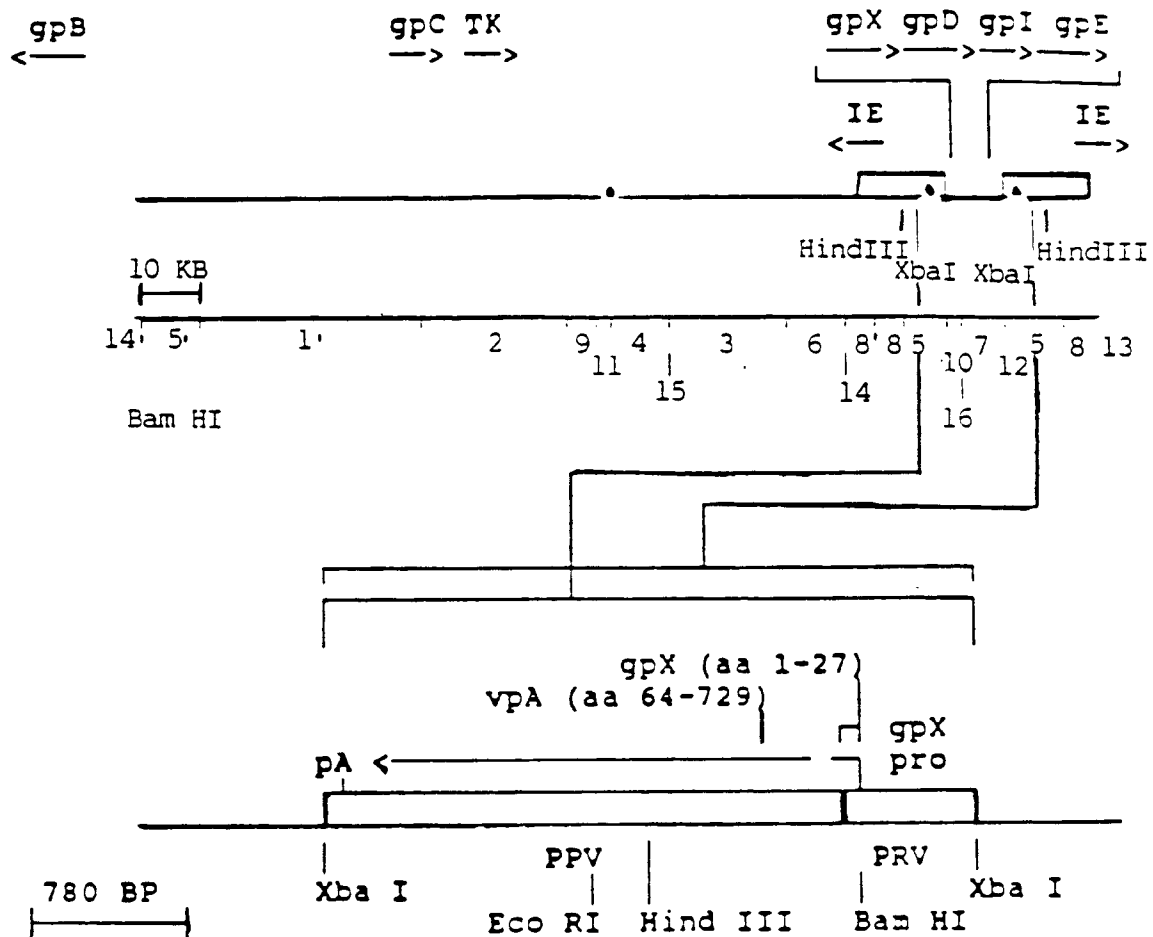 gpB gpC TK gpX gpD gpI gpE
IE IE
HindIII HindIII
XbaI XbaI
10 KB
14' 5' 1' 2 9 4 3 6 8' 8 5 7 5 8 13
11 10 12
15 14
16
Bam HI
gpX (aa 1-27)
vpA (aa 64-729)
gpX
pA pro
PPV PRV
Xba I Xba I
780 BP
Eco RI Hind III Bam HI